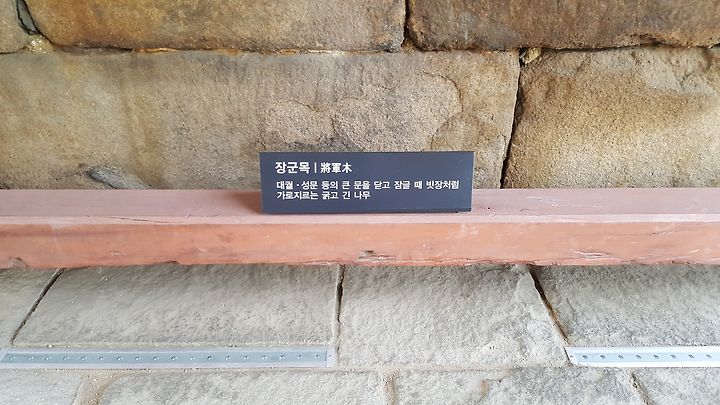 장군목 | 將軍木
대궐·성문 등의 큰 문을 닫고 잠글 때 빗장처럼
가로지르는 굵고 긴 나무